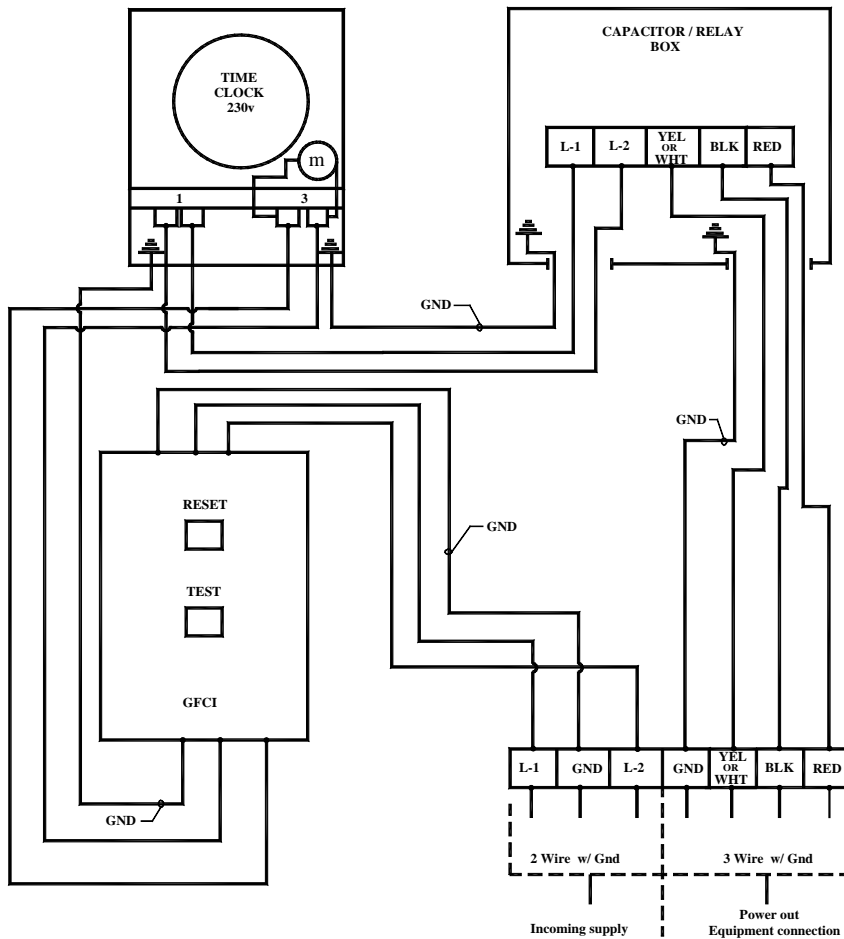 TIME
CLOCK
230v
m
1
3
CAPACITOR / RELAY
BOX
L-1
L-2
YEL
OR
WHT
BLK
RED
GND
GND
RESET
TEST
GFCI
GND
GND
L-1
GND
L-2
GND
YEL
OR
WHT
BLK
RED
2 Wire w/ Gnd
3 Wire w/ Gnd
Incoming supply
Power out
Equipment connection